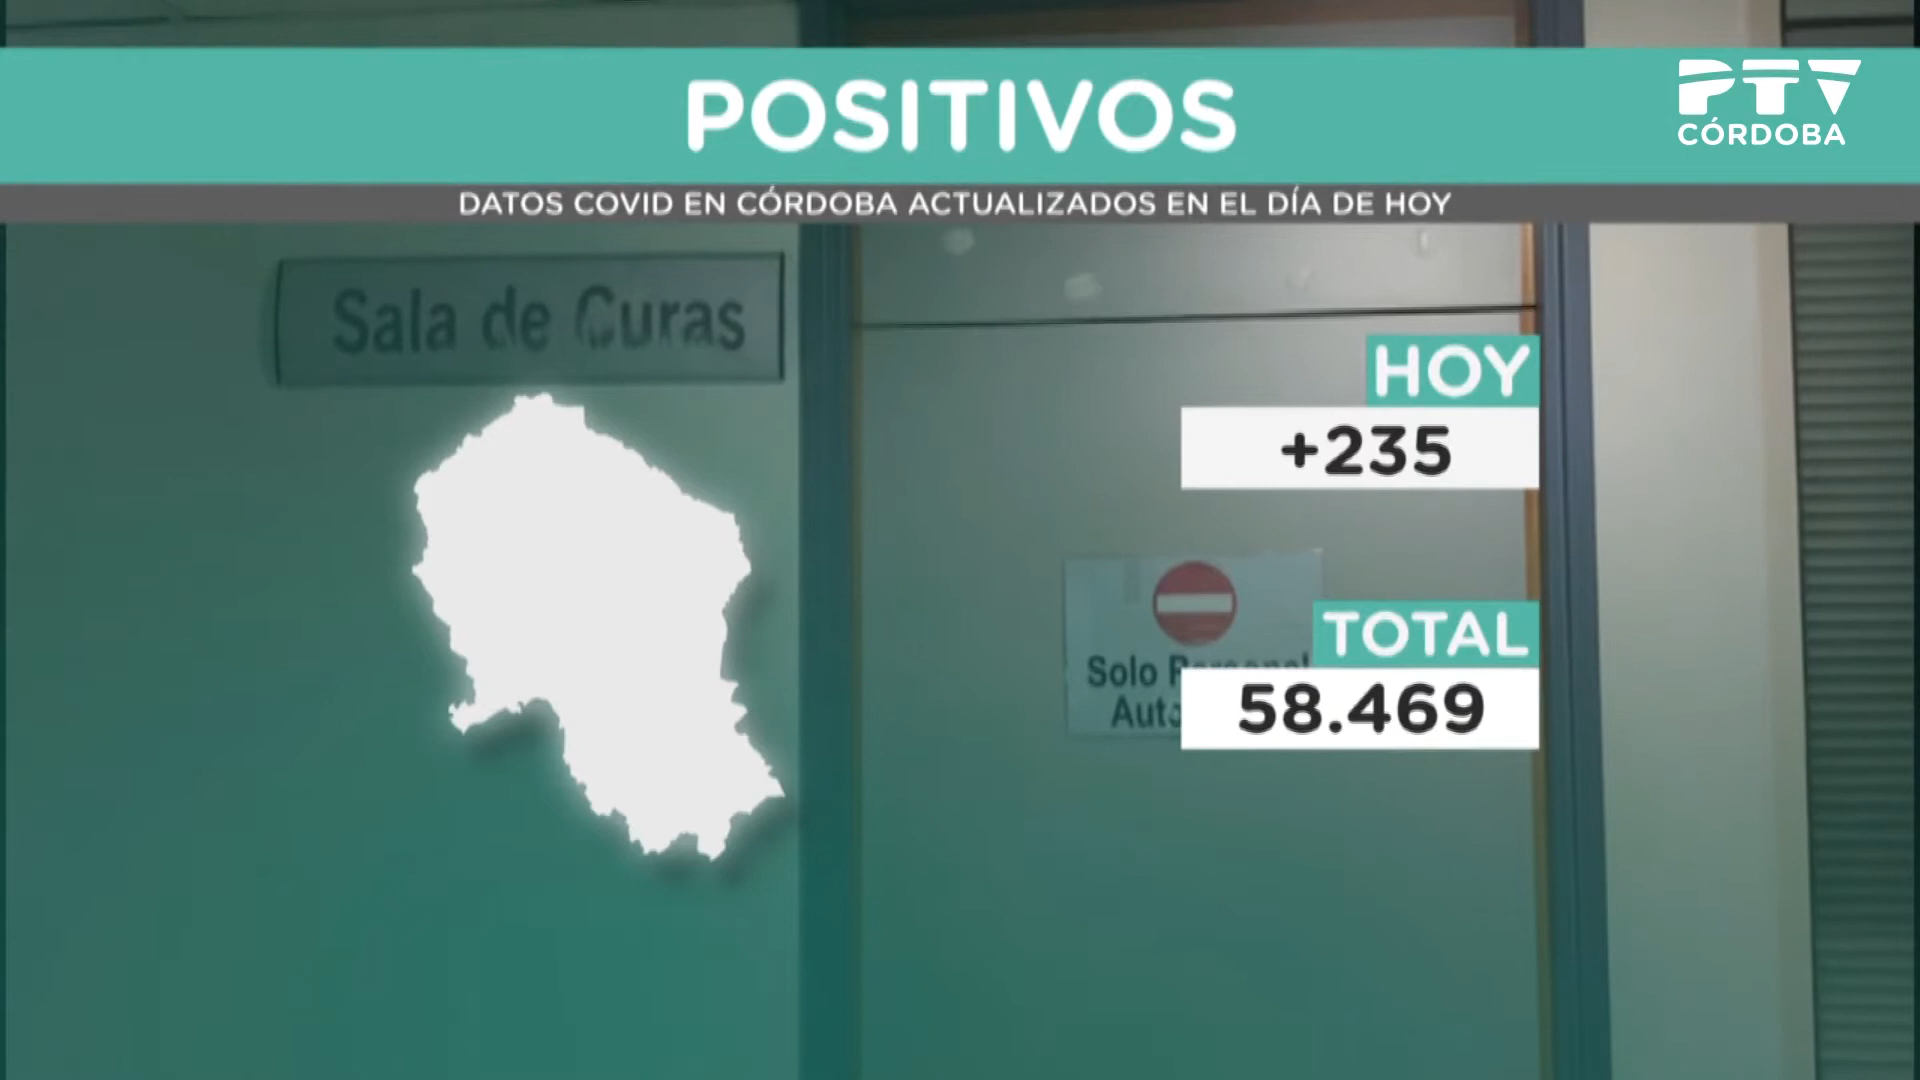 POSITIVOS
PTV
CÓRDOBA
DATOS COVID EN CÓRDOBA ACTUALIZADOS EN EL DÍA DE HOY
Sala de Curas
HOY
+235
Solo
TOTAL
58.469